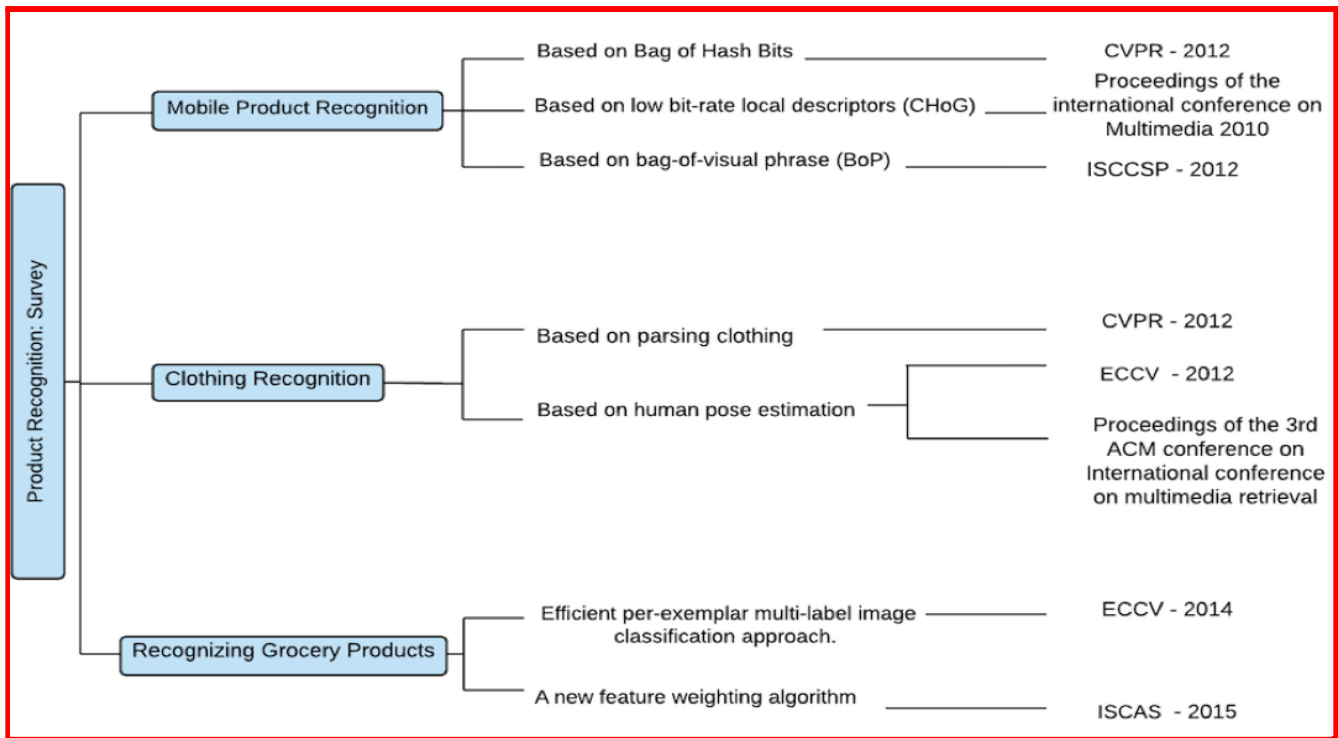 Product Recognition: Survey
Mobile Product Recognition
Based on Bag of Hash Bits
CVPR - 2012
Based on low bit-rate local descriptors (CHoG)
Proceedings of the
international conference on
Multimedia 2010
Based on bag-of-visual phrase (BoP)
ISCCSP - 2012
Clothing Recognition
Based on parsing clothing
CVPR - 2012
Based on human pose estimation
ECCV - 2012
Proceedings of the 3rd
ACM conference on
International conference
on multimedia retrieval
Recognizing Grocery Products
Efficient per-exemplar multi-label image
classification approach.
ECCV - 2014
A new feature weighting algorithm
ISCAS - 2015